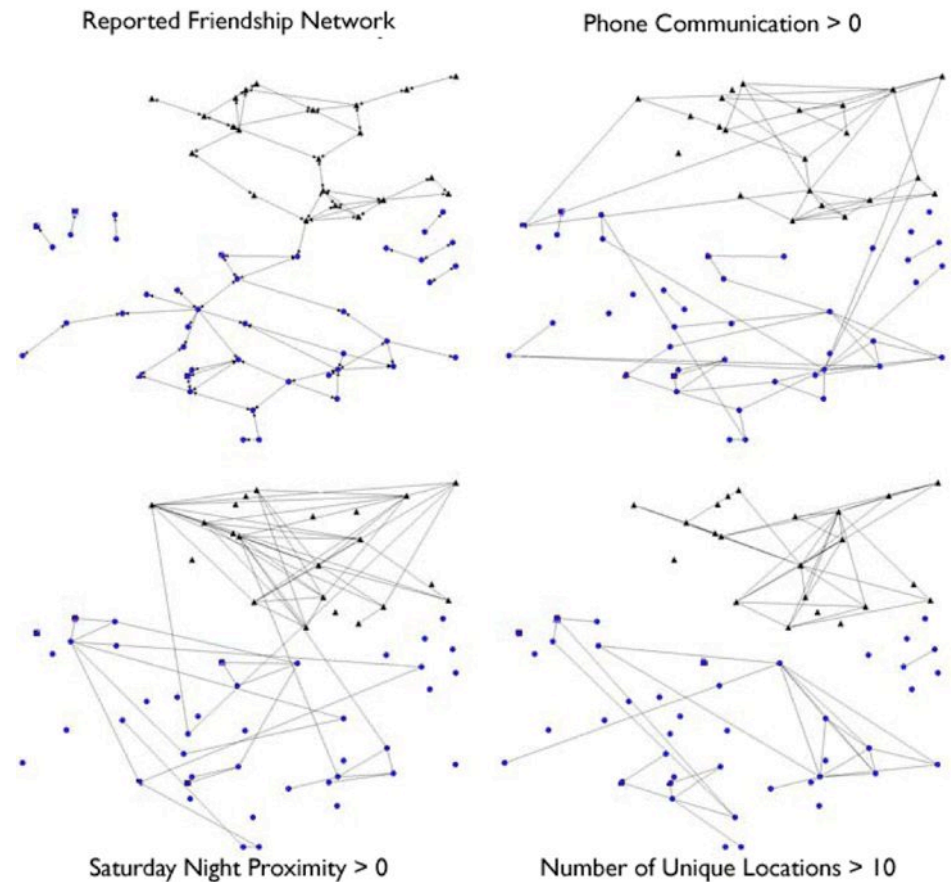 Reported Friendship Network
Phone Communication > 0
Saturday Night Proximity > 0
Number of Unique Locations > 10